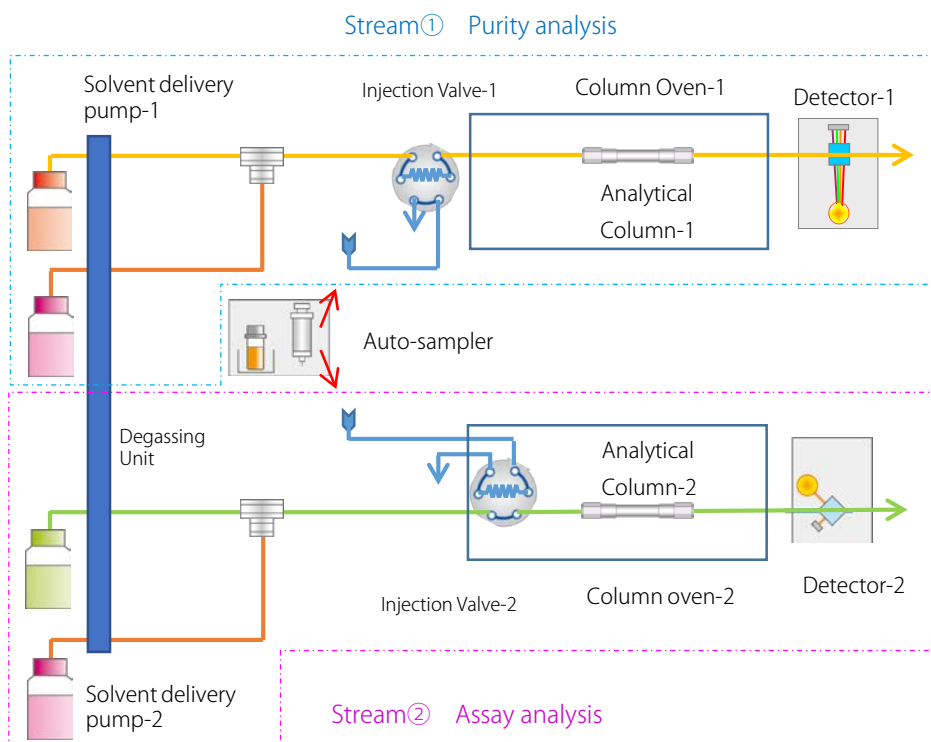 Stream① Purity analysis
Solvent delivery
pump-1
Injection Valve-1
Column Oven-1
Detector-1
Analytical
Column-1
Auto-sampler
Degassing
Unit
Analytical
Column-2
Injection Valve-2
Column oven-2
Detector-2
Solvent delivery
pump-2
Stream② Assay analysis